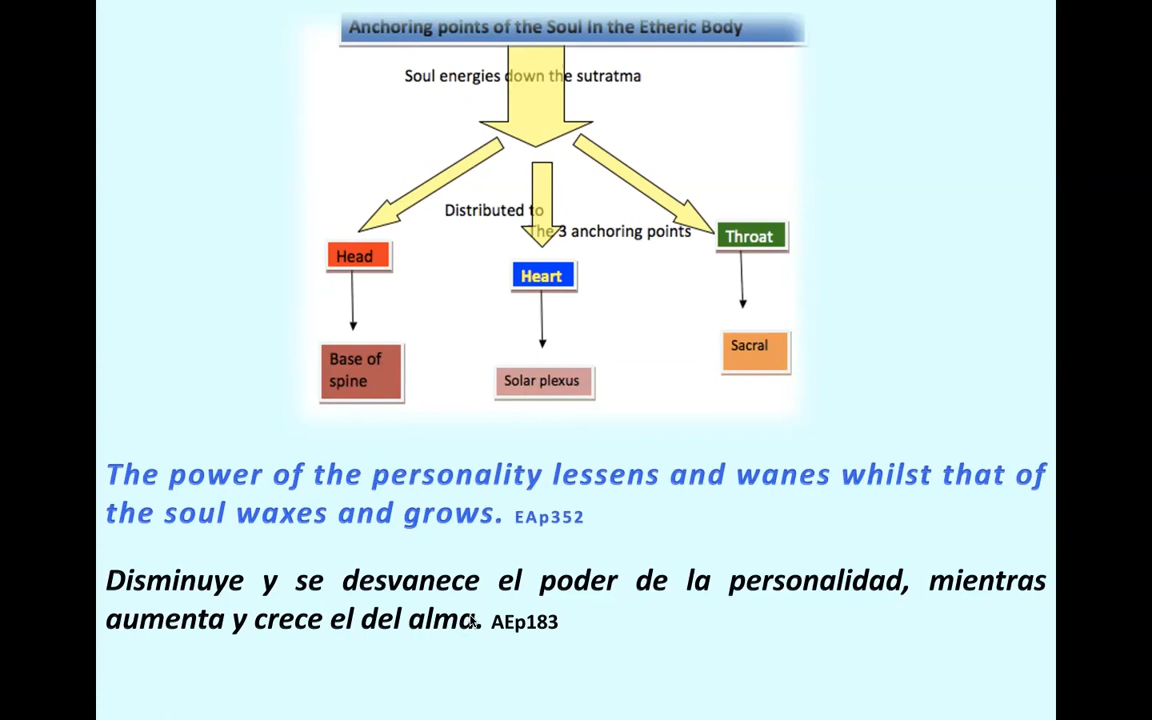 Anchoring points of the Soul In the Etheric Body
Soul energies down the sutratma
Distributed to
The 3 anchoring points
Throat
Head
Heart
Base of
spine
Sacral
Solar plexus
The power of the personality lessens and wanes whilst that of
the soul waxes and grows. EAp352
Disminuye y se desvanece el poder de la personalidad, mientras
aumenta y crece el del alma. AEp183